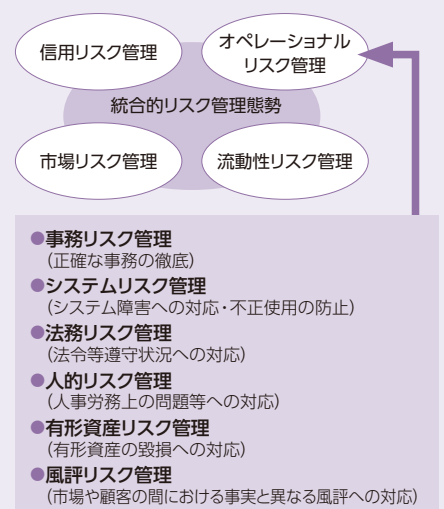 信用リスク管理
オペレーショナル
リスク管理
統合的リスク管理態勢
市場リスク管理
流動性リスク管理
●事務リスク管理
(正確な事務の徹底)
●システムリスク管理
(システム障害への対応・不正使用の防止)
●法務リスク管理
(法令等遵守状況への対応)
●人的リスク管理
(人事労務上の問題等への対応)
●有形資産リスク管理
(有形資産の毀損への対応)
●風評リスク管理
(市場や顧客の間における事実と異なる風評への対応)